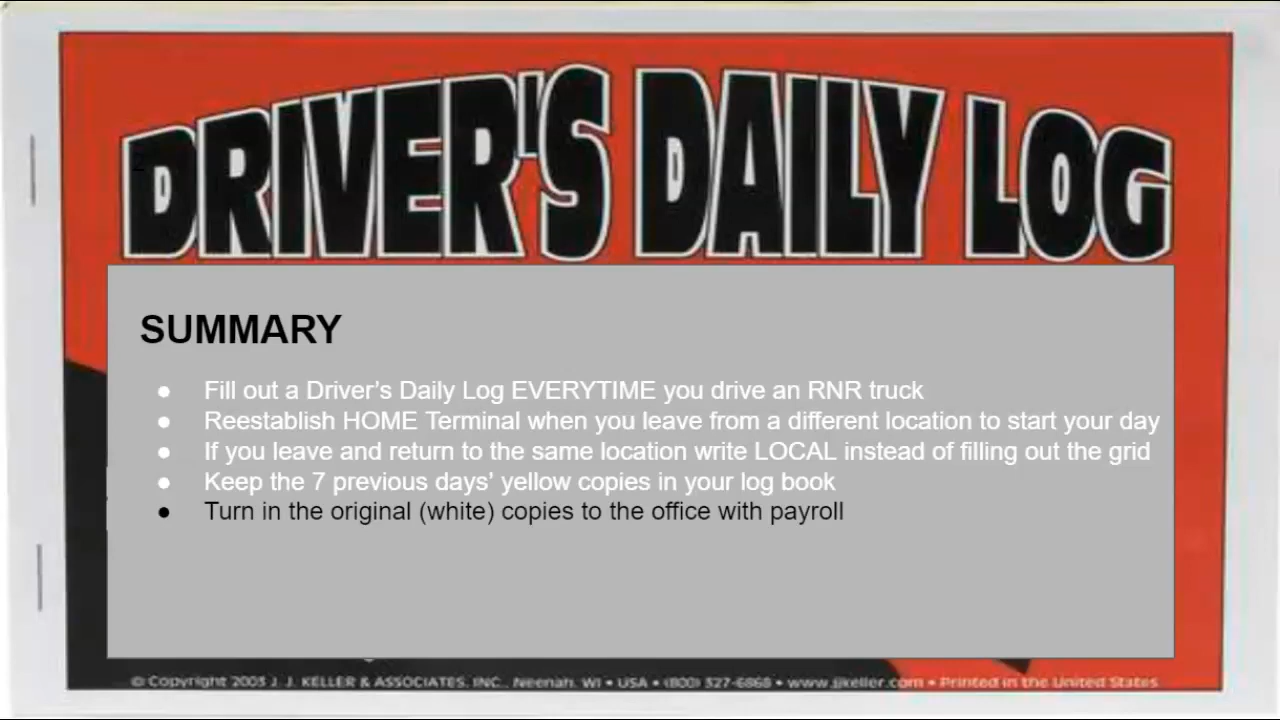 DRIVER'S DAILY LOG
SUMMARY
● Fill out a Driver’s Daily Log EVERYTIME you drive an RNR truck
● Reestablish HOME Terminal when you leave from a different location to start your day
● If you leave and return to the same location write LOCAL instead of filling out the grid
● Keep the 7 previous days’ yellow copies in your log book
● Turn in the original (white) copies to the office with payroll
© Copyright 2003 J. J. KELLER & ASSOCIATES, INC., Neenah, WI • USA • (800) 327-6868 • www.jjkeller.com • Printed in the United States